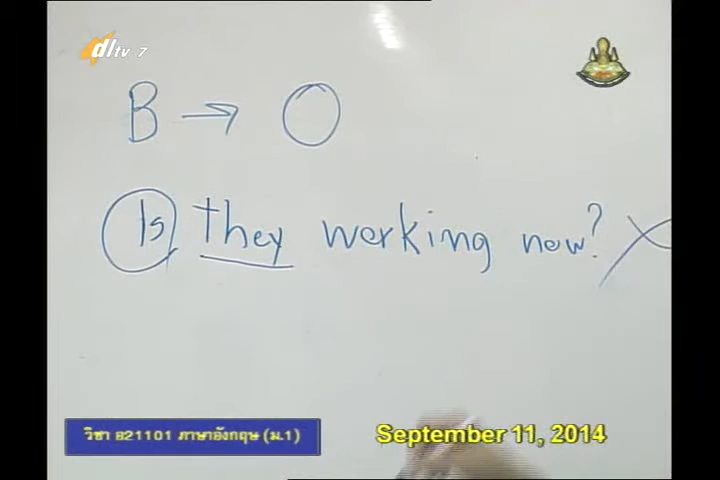 dltv 7
B → O
Is they working now? X
วิชา อ21101 ภาษาอังกฤษ (ม.1)
September 11, 2014